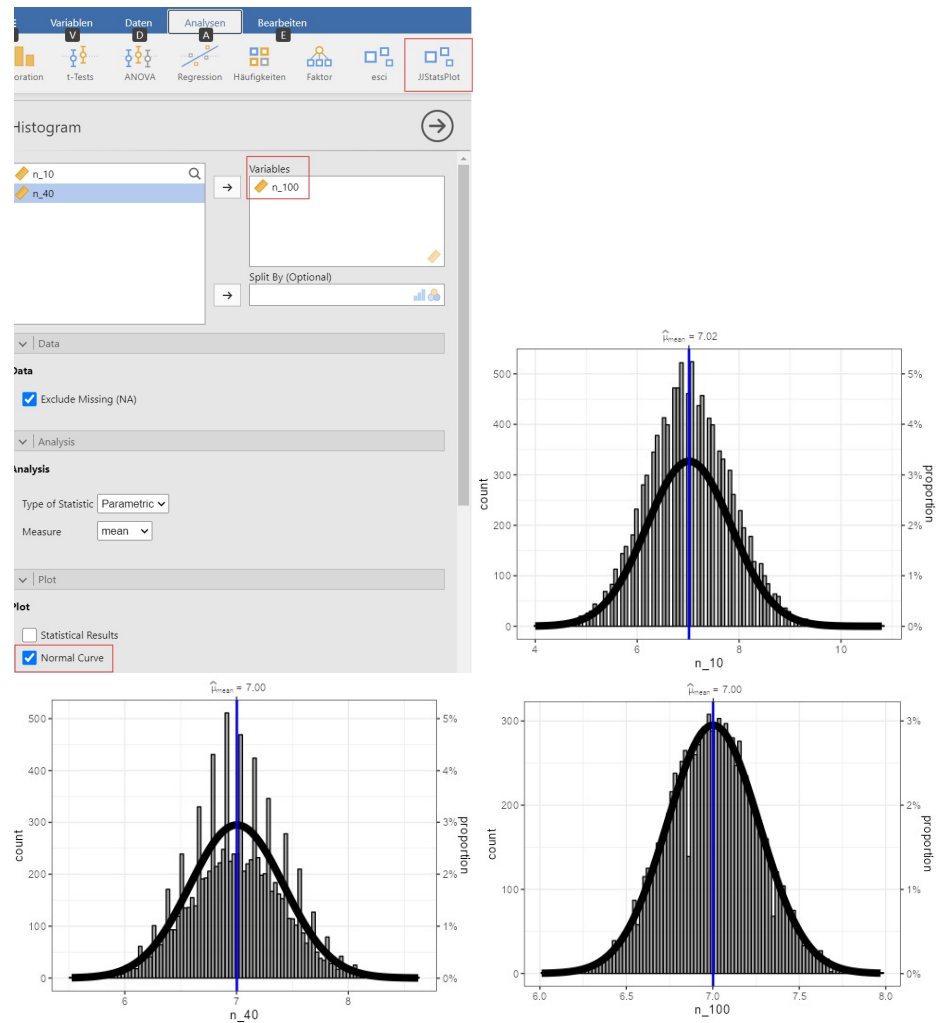 Variablen Daten Analysen Bearbeiten
V D A E
oration t-Tests ANOVA Regression Häufigkeiten Faktor esci JJStatsPlot
Histogram
n_10
n_40
Variables
n_100
Split By (Optional)
Data
Data
Exclude Missing (NA)
Analysis
Analysis
Type of Statistic Parametric
Measure mean
Plot
Plot
Statistical Results
Normal Curve
μ̂mean = 7.02
500
400
300
200
100
0
count
5%
4%
3%
2%
1%
0%
proportion
4 6 8 10
n_10
μ̂mean = 7.00
500
400
300
200
100
0
count
5%
4%
3%
2%
1%
0%
proportion
6 7 8
n_40
μ̂mean = 7.00
300
200
100
0
count
3%
2%
1%
0%
proportion
6.0 6.5 7.0 7.5 8.0
n_100